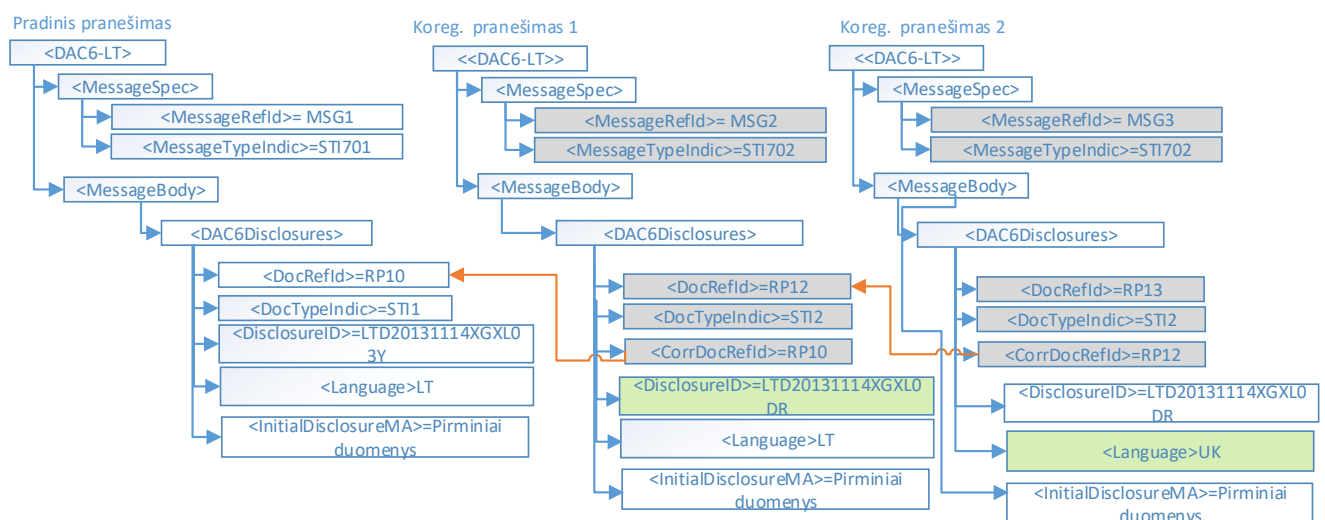 Pradinis pranešimas
<DAC6-LT>
<MessageSpec>
<MessageRefId>= MSG1
<MessageTypeIndic>=STI701
<MessageBody>
<DAC6Disclosures>
<DocRefId>=RP10
<DocTypeIndic>=STI1
<DisclosureID>=LTD20131114XGXL0
3Y
<Language>LT
<InitialDisclosureMA>=Pirminiai
duomenys
Koreg. pranešimas 1
<<DAC6-LT>>
<MessageSpec>
<MessageRefId>= MSG2
<MessageTypeIndic>=STI702
<MessageBody>
<DAC6Disclosures>
<DocRefId>=RP12
<DocTypeIndic>=STI2
<CorrDocRefId>=RP10
<DisclosureID>=LTD20131114XGXL0
DR
<Language>LT
<InitialDisclosureMA>=Pirminiai
duomenys
Koreg. pranešimas 2
<<DAC6-LT>>
<MessageSpec>
<MessageRefId>= MSG3
<MessageTypeIndic>=STI702
<MessageBody>
<DAC6Disclosures>
<DocRefId>=RP13
<DocTypeIndic>=STI2
<CorrDocRefId>=RP12
<DisclosureID>=LTD20131114XGXL0
DR
<Language>UK
<InitialDisclosureMA>=Pirminiai
duomenys